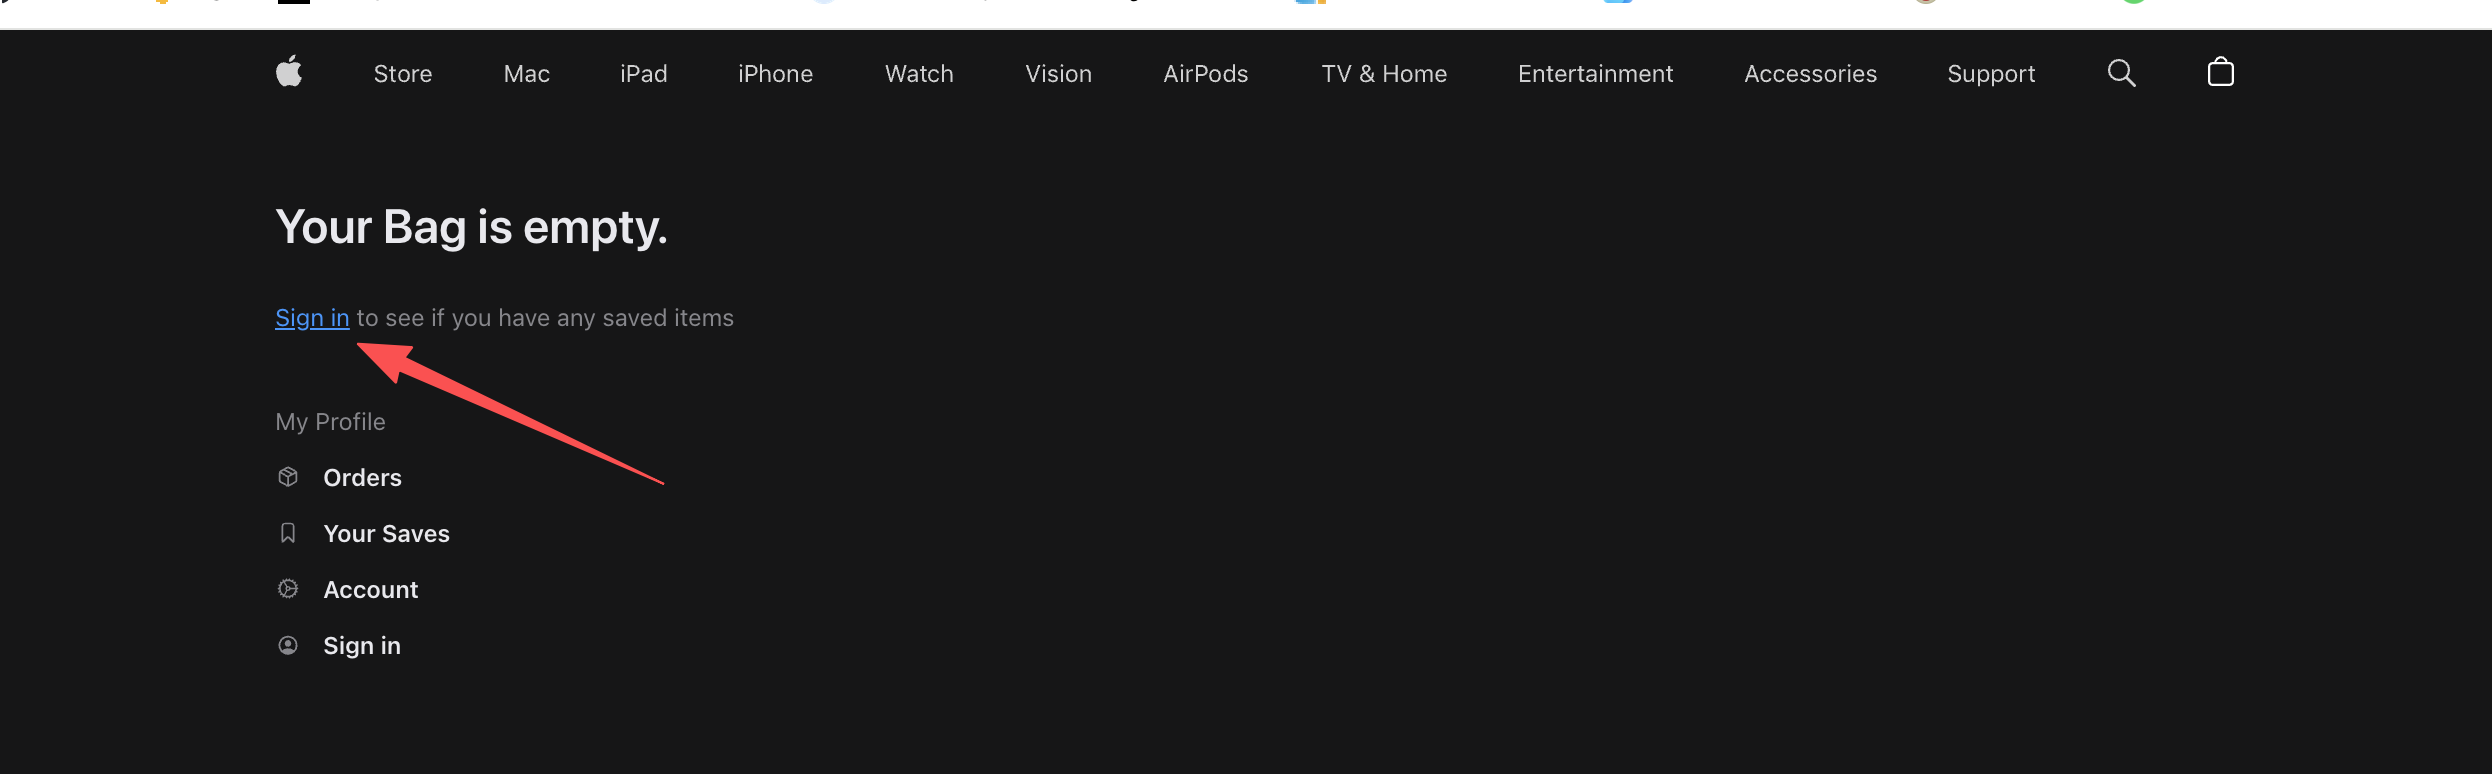 Store Mac iPad iPhone Watch Vision AirPods TV & Home Entertainment Accessories Support
Your Bag is empty.
Sign in to see if you have any saved items
My Profile
Orders
Your Saves
Account
Sign in